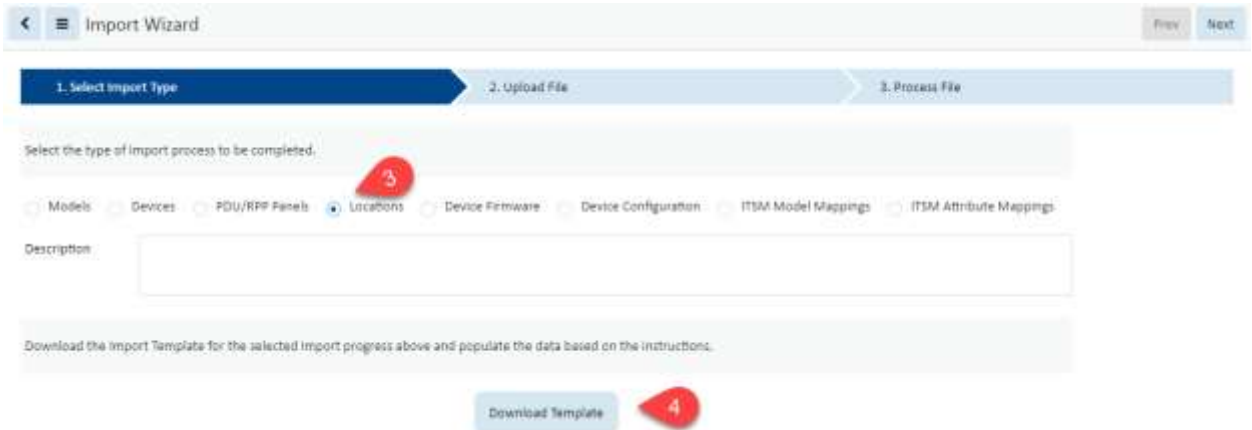 Import Wizard
Prev Next
1. Select Import Type 2. Upload File 3. Process File
Select the type of import process to be completed.
3
Models Devices PDU/RPP Panels Locations Device Firmware Device Configuration ITSM Model Mappings ITSM Attribute Mappings
Description
Download the Import Template for the selected import progress above and populate the data based on the instructions.
Download Template 4